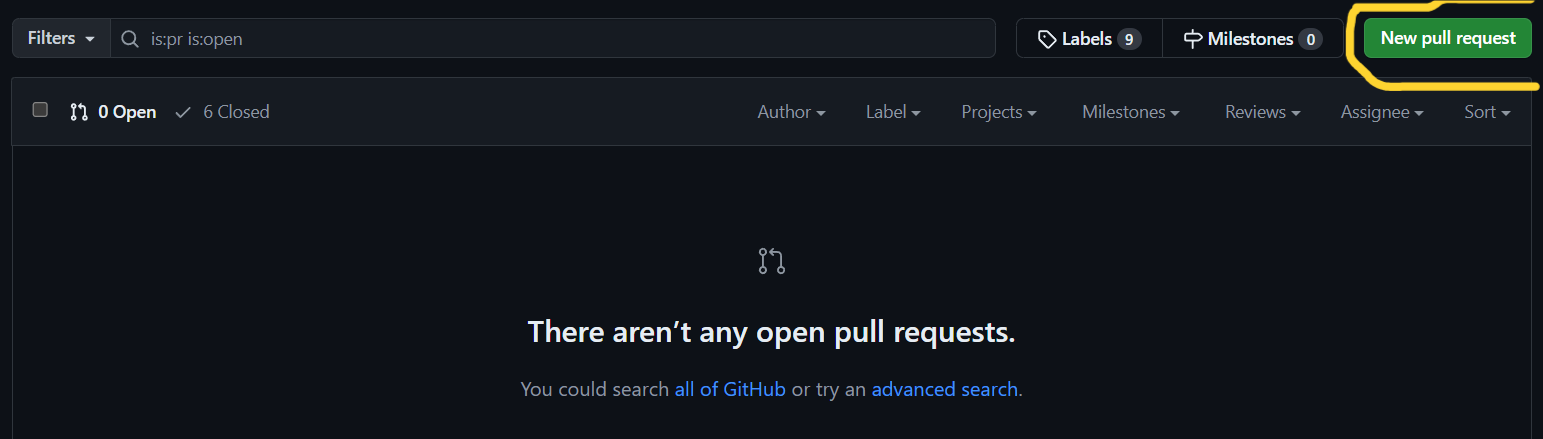 Filters is:pr is:open Labels 9 Milestones 0 New pull request
0 Open 6 Closed Author Label Projects Milestones Reviews Assignee Sort
There aren’t any open pull requests.
You could search all of GitHub or try an advanced search.